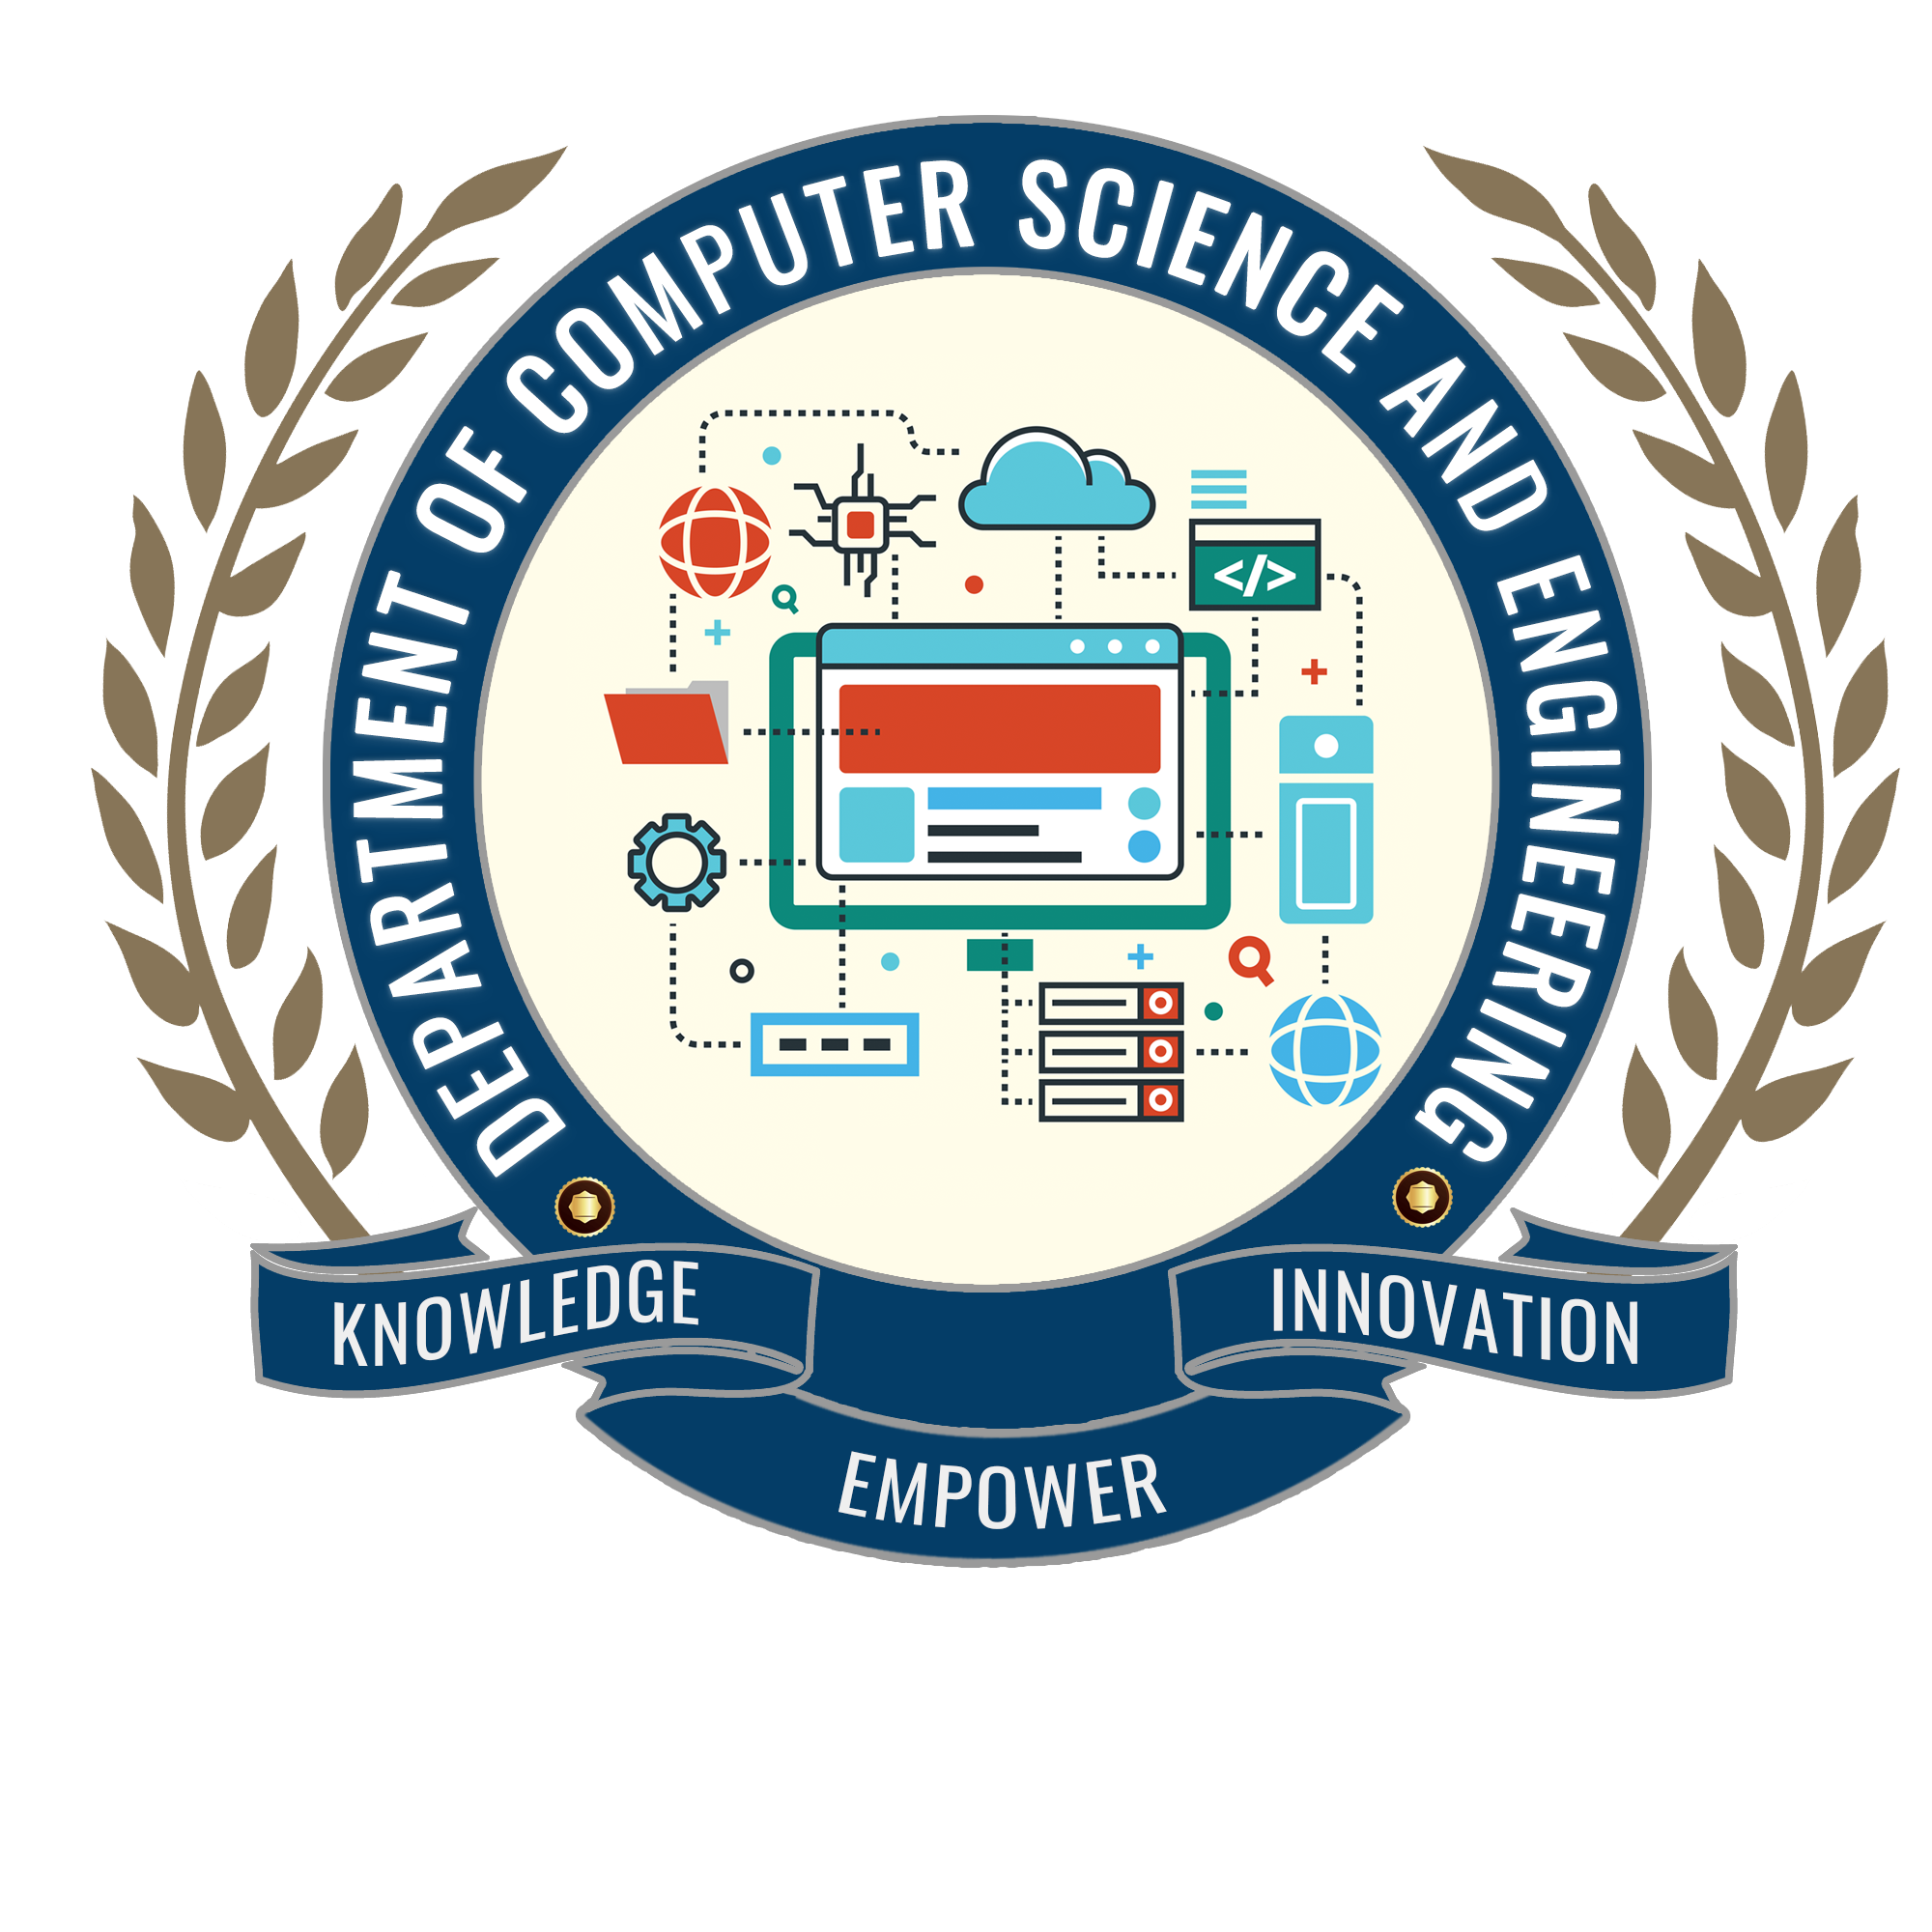 DEPARTMENT OF COMPUTER SCIENCE AND ENGINEERING
</>
KNOWLEDGE
INNOVATION
EMPOWER